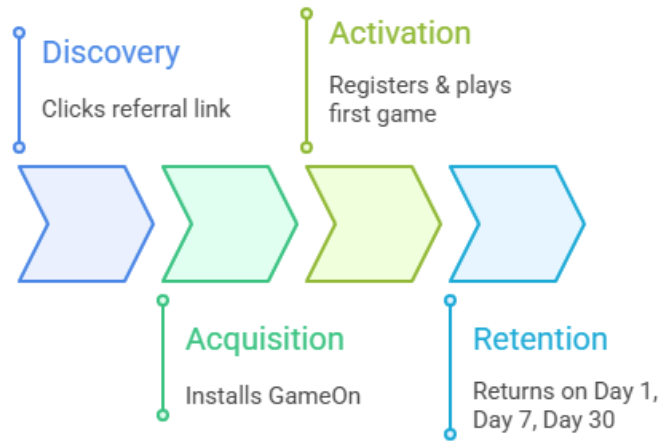 Discovery
Clicks referral link
Acquisition
Installs GameOn
Activation
Registers & plays
first game
Retention
Returns on Day 1,
Day 7, Day 30